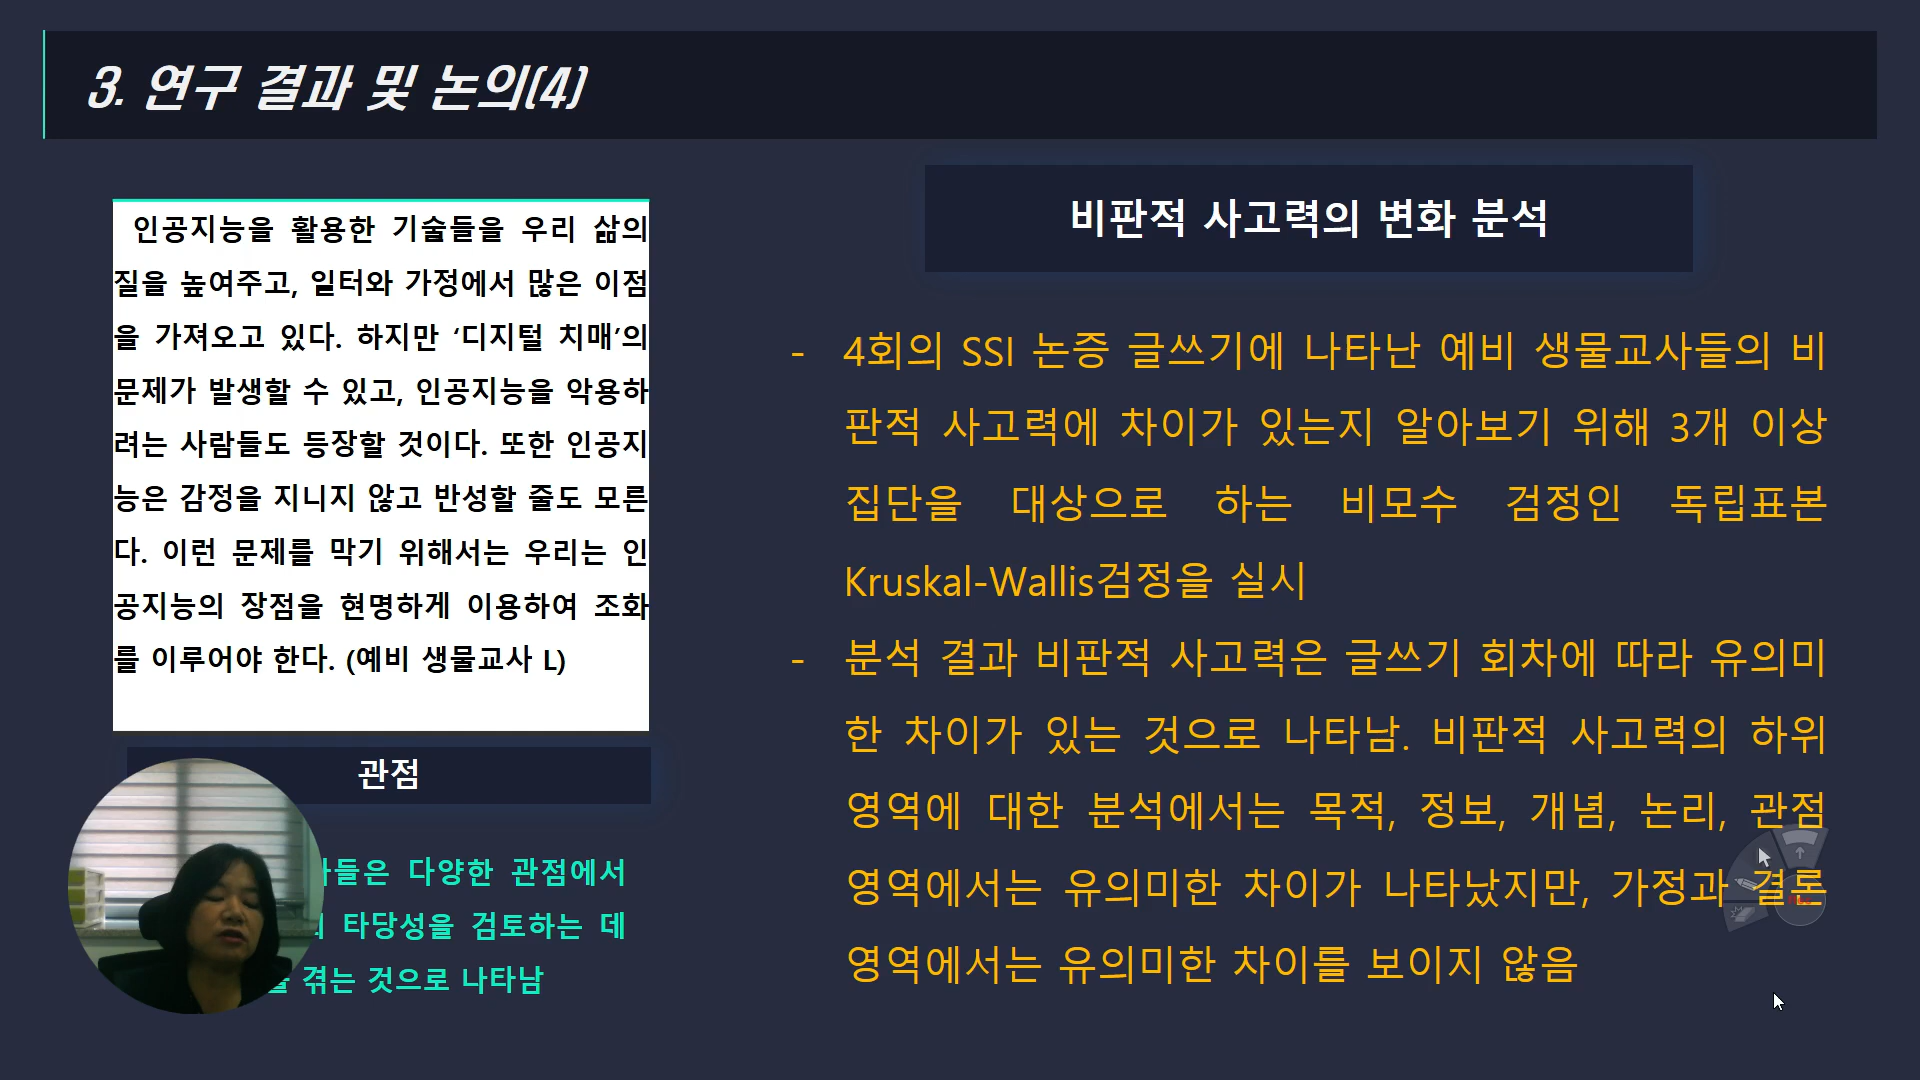 3. 연구 결과 및 논의(4)
인공지능을 활용한 기술들을 우리 삶의
질을 높여주고, 일터와 가정에서 많은 이점
을 가져오고 있다. 하지만 ‘디지털 치매’의
문제가 발생할 수 있고, 인공지능을 악용하
려는 사람들도 등장할 것이다. 또한 인공지
능은 감정을 지니지 않고 반성할 줄도 모른
다. 이런 문제를 막기 위해서는 우리는 인
공지능의 장점을 현명하게 이용하여 조화
를 이루어야 한다. (예비 생물교사 L)
관점
들은 다양한 관점에서
타당성을 검토하는 데
겪는 것으로 나타남
비판적 사고력의 변화 분석
- 4회의 SSI 논증 글쓰기에 나타난 예비 생물교사들의 비
판적 사고력에 차이가 있는지 알아보기 위해 3개 이상
집단을 대상으로 하는 비모수 검정인 독립표본
Kruskal-Wallis검정을 실시
- 분석 결과 비판적 사고력은 글쓰기 회차에 따라 유의미
한 차이가 있는 것으로 나타남. 비판적 사고력의 하위
영역에 대한 분석에서는 목적, 정보, 개념, 논리, 관점
영역에서는 유의미한 차이가 나타났지만, 가정과 결론
영역에서는 유의미한 차이를 보이지 않음